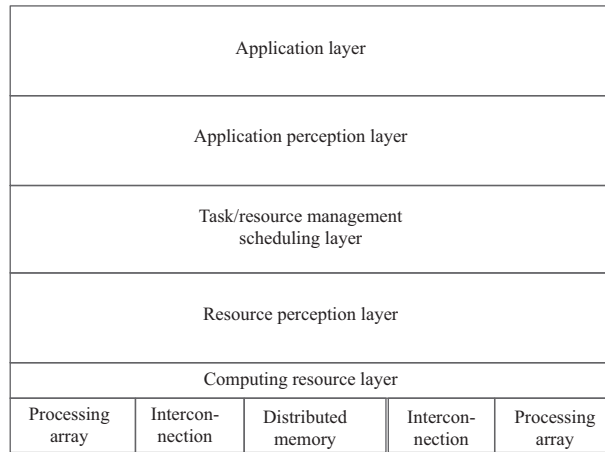 Application layer
Application perception layer
Task/resource management
scheduling layer
Resource perception layer
Computing resource layer
Processing
array
Intercon-
nection
Distributed
memory
Intercon-
nection
Processing
array